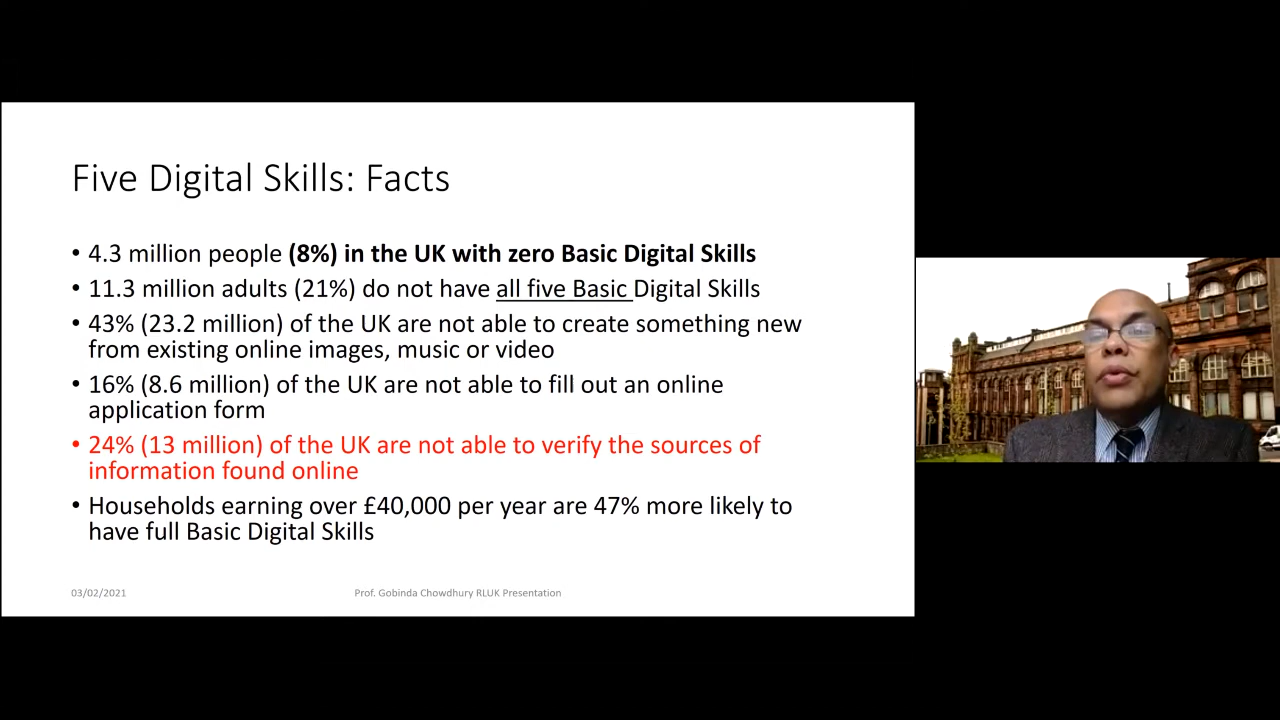 Five Digital Skills: Facts
• 4.3 million people (8%) in the UK with zero Basic Digital Skills
• 11.3 million adults (21%) do not have all five Basic Digital Skills
• 43% (23.2 million) of the UK are not able to create something new
from existing online images, music or video
• 16% (8.6 million) of the UK are not able to fill out an online
application form
• 24% (13 million) of the UK are not able to verify the sources of
information found online
• Households earning over £40,000 per year are 47% more likely to
have full Basic Digital Skills
03/02/2021
Prof. Gobinda Chowdhury RLUK Presentation